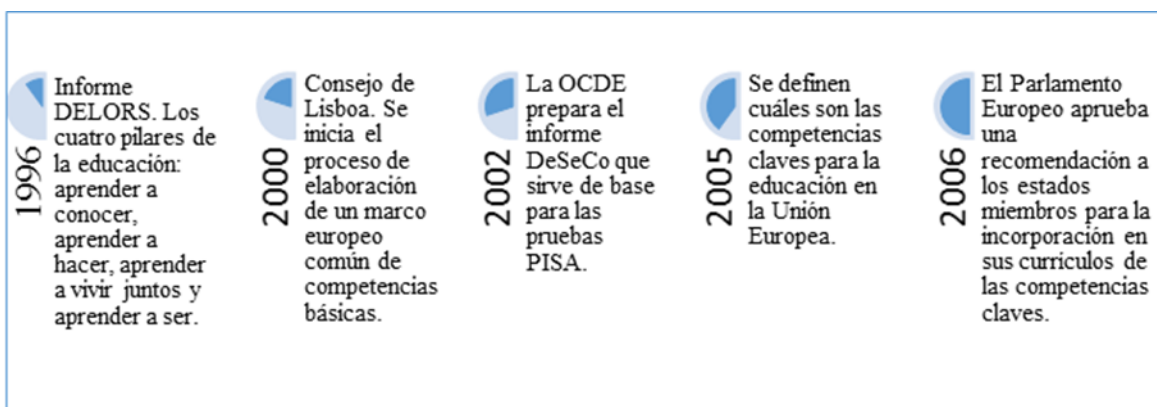 1996
Informe
DELORS. Los
cuatro pilares de
la educación:
aprender a
conocer,
aprender a
hacer, aprender
a vivir juntos y
aprender a ser.
2000
Consejo de
Lisboa. Se
inicia el
proceso de
elaboración
de un marco
europeo
común de
competencias
básicas.
2002
La OCDE
prepara el
informe
DeSeCo que
sirve de base
para las
pruebas
PISA.
2005
Se definen
cuáles son las
competencias
claves para la
educación en
la Unión
Europea.
2006
El Parlamento
Europeo aprueba
una
recomendación a
los estados
miembros para la
incorporación en
sus currículos de
las competencias
claves.